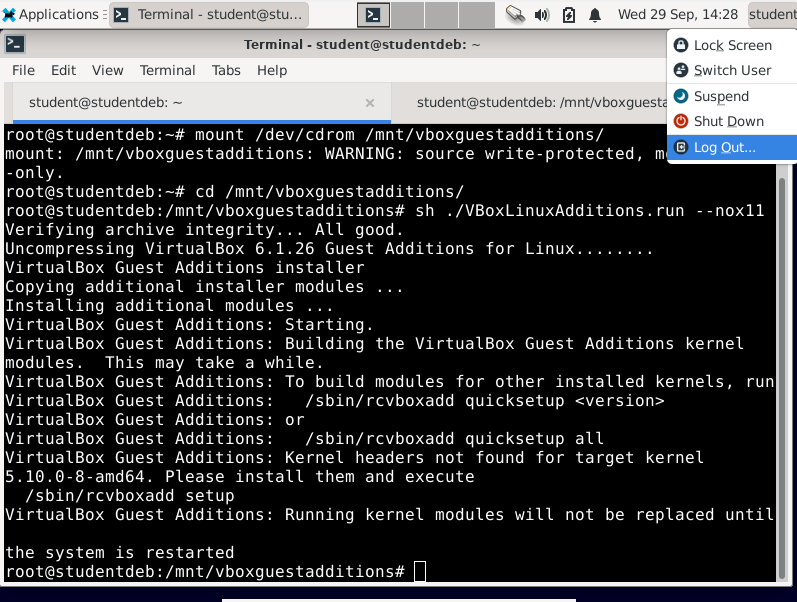 Applications
Terminal - student@stu...
Wed 29 Sep, 14:28
student
Terminal - student@studentdeb: ~
File Edit View Terminal Tabs Help
student@studentdeb: ~
student@studentdeb: /mnt/vboxguesta
Lock Screen
Switch User
Suspend
Shut Down
Log Out...
root@studentdeb:~# mount /dev/cdrom /mnt/vboxguestadditions/
mount: /mnt/vboxguestadditions: WARNING: source write-protected, m
-only.
root@studentdeb:~# cd /mnt/vboxguestadditions/
root@studentdeb:/mnt/vboxguestadditions# sh ./VBoxLinuxAdditions.run --nox11
Verifying archive integrity... All good.
Uncompressing VirtualBox 6.1.26 Guest Additions for Linux........
VirtualBox Guest Additions installer
Copying additional installer modules ...
Installing additional modules ...
VirtualBox Guest Additions: Starting.
VirtualBox Guest Additions: Building the VirtualBox Guest Additions kernel
modules.  This may take a while.
VirtualBox Guest Additions: To build modules for other installed kernels, run
VirtualBox Guest Additions:   /sbin/rcvboxadd quicksetup <version>
VirtualBox Guest Additions: or
VirtualBox Guest Additions:   /sbin/rcvboxadd quicksetup all
VirtualBox Guest Additions: Kernel headers not found for target kernel
5.10.0-8-amd64. Please install them and execute
  /sbin/rcvboxadd setup
VirtualBox Guest Additions: Running kernel modules will not be replaced until
the system is restarted
root@studentdeb:/mnt/vboxguestadditions#